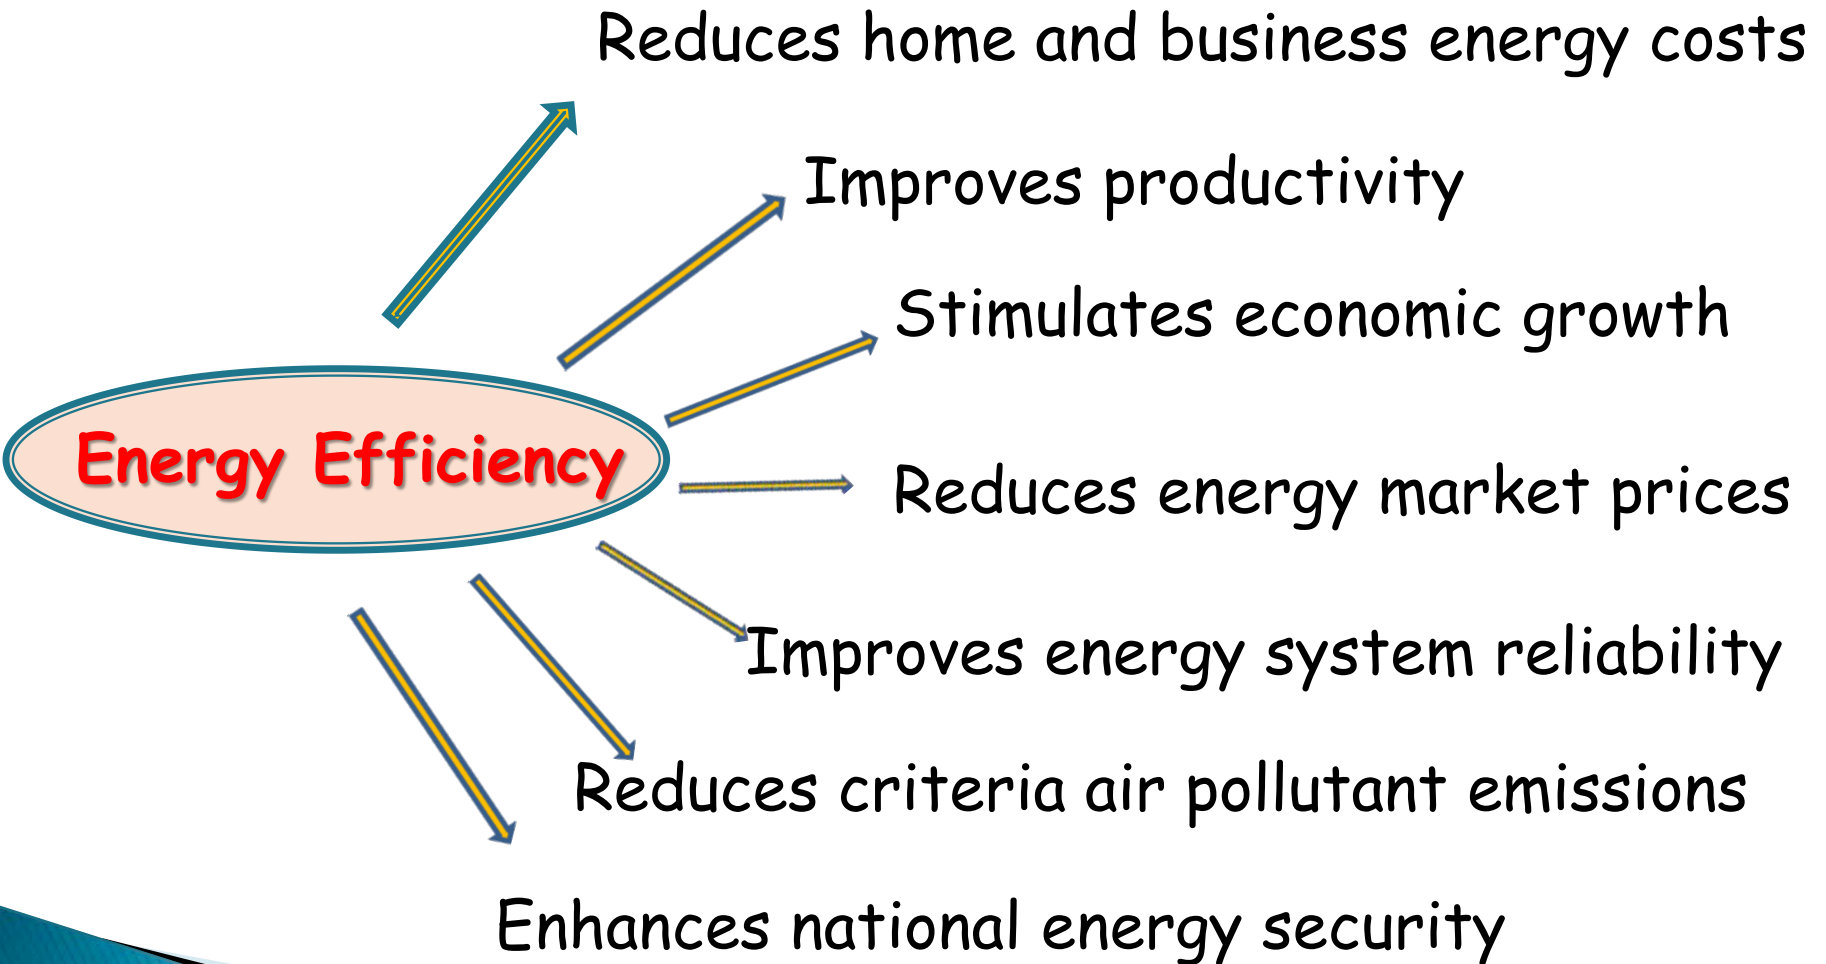 Reduces home and business energy costs
Improves productivity
Stimulates economic growth
Energy Efficiency
Reduces energy market prices
Improves energy system reliability
Reduces criteria air pollutant emissions
Enhances national energy security